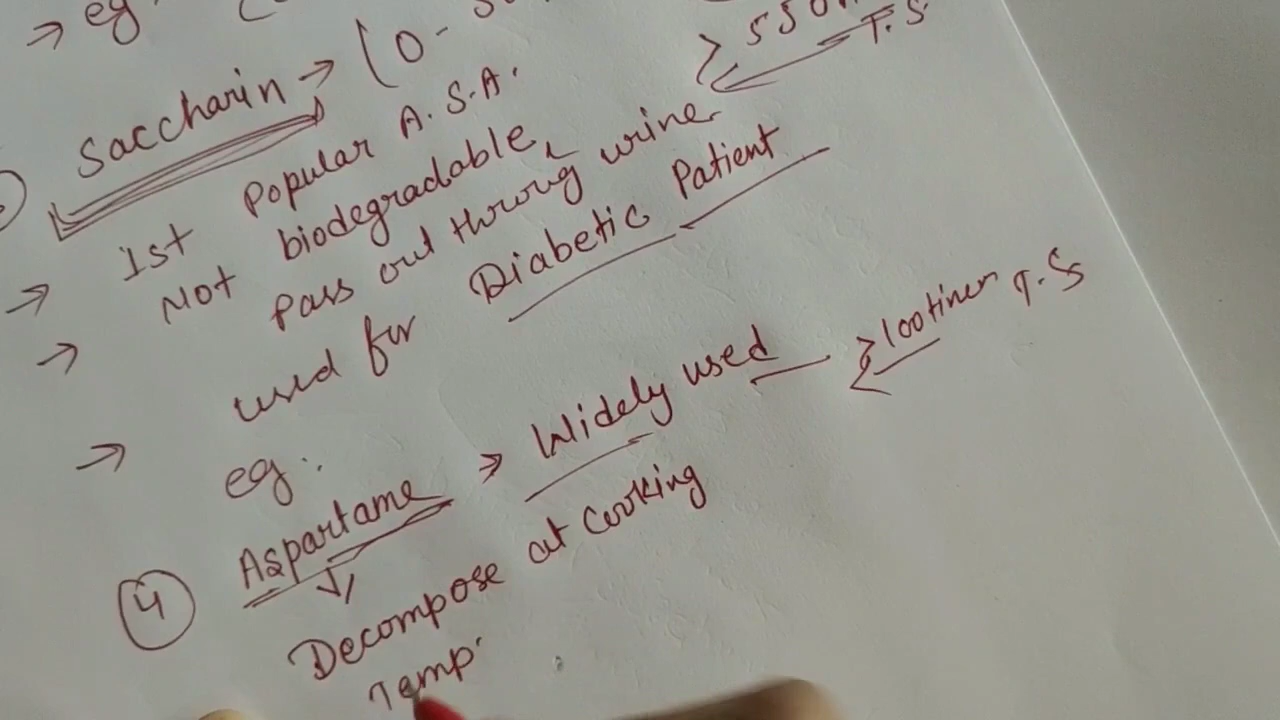 → eg
Saccharin → (O-
> 550 T.S
→ 1st Popular A.S.A.
→ Not biodegradable,
Pass out throug urine
→ used for Diabetic Patient
eg.
④ Aspartame → Widely used > 100 times T.S
Decompose at Cooking
Temp.